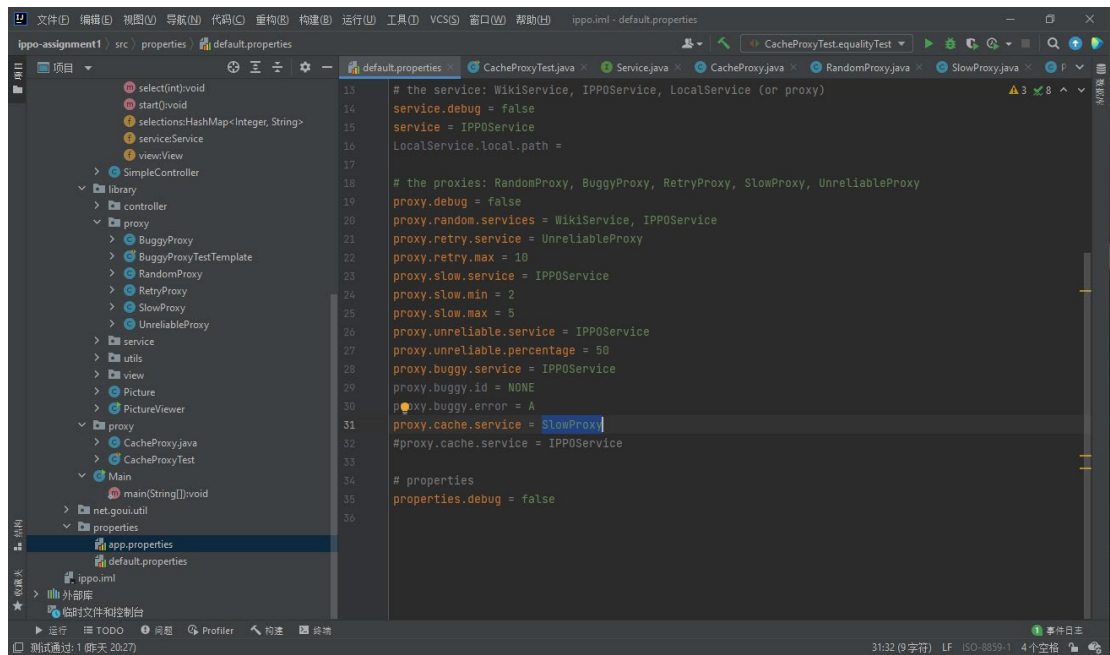 文件(F) 编辑(E) 视图(V) 导航(N) 代码(C) 重构(R) 构建(B) 运行(U) 工具(T) VCS(S) 窗口(W) 帮助(H) ippo.iml - default.properties
ippo-assignment1 src properties default.properties CacheProxyTest.equalityTest
项目
default.properties CacheProxyTest.java Service.java CacheProxy.java RandomProxy.java SlowProxy.java P
select(int):void
start():void
selections:HashMap<Integer, String>
service:Service
view:View
SimpleController
library
controller
proxy
BuggyProxy
BuggyProxyTestTemplate
RandomProxy
RetryProxy
SlowProxy
UnreliableProxy
service
utils
view
Picture
PictureViewer
proxy
CacheProxy.java
CacheProxyTest
Main
main(String[]):void
net.goui.util
properties
app.properties
default.properties
ippo.iml
外部库
临时文件和控制台
13 # the service: WikiService, IPPOService, LocalService (or proxy)
14 service.debug = false
15 service = IPPOService
16 LocalService.local.path =
17
18 # the proxies: RandomProxy, BuggyProxy, RetryProxy, SlowProxy, UnreliableProxy
19 proxy.debug = false
20 proxy.random.services = WikiService, IPPOService
21 proxy.retry.service = UnreliableProxy
22 proxy.retry.max = 10
23 proxy.slow.service = IPPOService
24 proxy.slow.min = 2
25 proxy.slow.max = 5
26 proxy.unreliable.service = IPPOService
27 proxy.unreliable.percentage = 50
28 proxy.buggy.service = IPPOService
29 proxy.buggy.id = NONE
30 proxy.buggy.error = A
31 proxy.cache.service = SlowProxy
32 #proxy.cache.service = IPPOService
33
34 # properties
35 properties.debug = false
36
3 8
项目
结构
收藏夹
数据库
运行 TODO 问题 Profiler 构建 终端 1 事件日志
测试通过: 1 (昨天 20:27) 31:32 (9字符) LF ISO-8859-1 4个空格